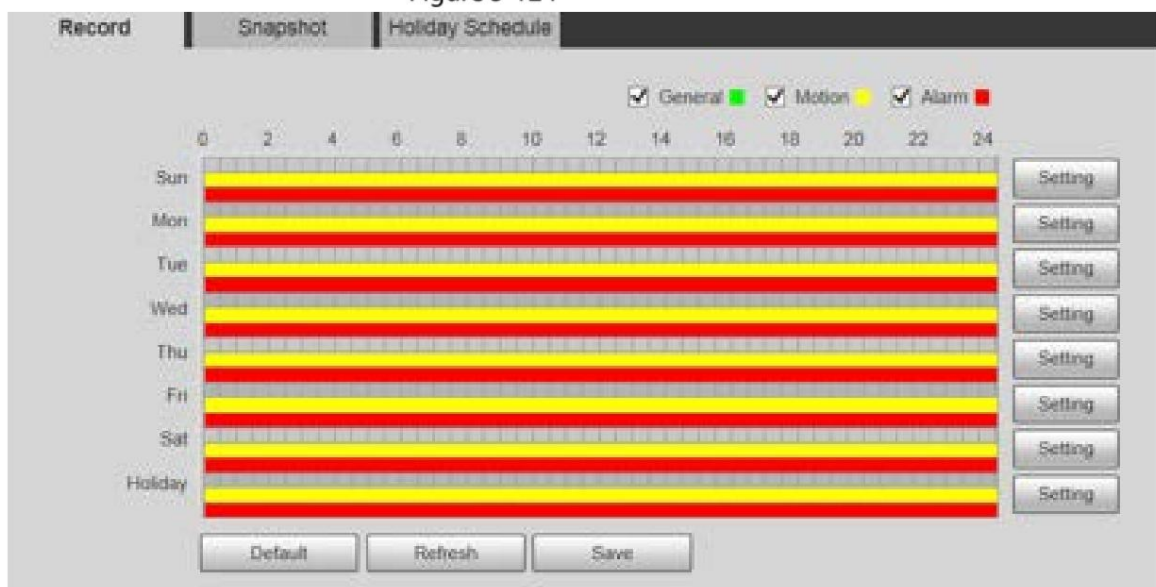 Record Snapshot Holiday Schedule
General Motion Alarm
0 2 4 6 8 10 12 14 16 18 20 22 24
Sun Setting
Mon Setting
Tue Setting
Wed Setting
Thu Setting
Fri Setting
Sat Setting
Holiday Setting
Default Refresh Save